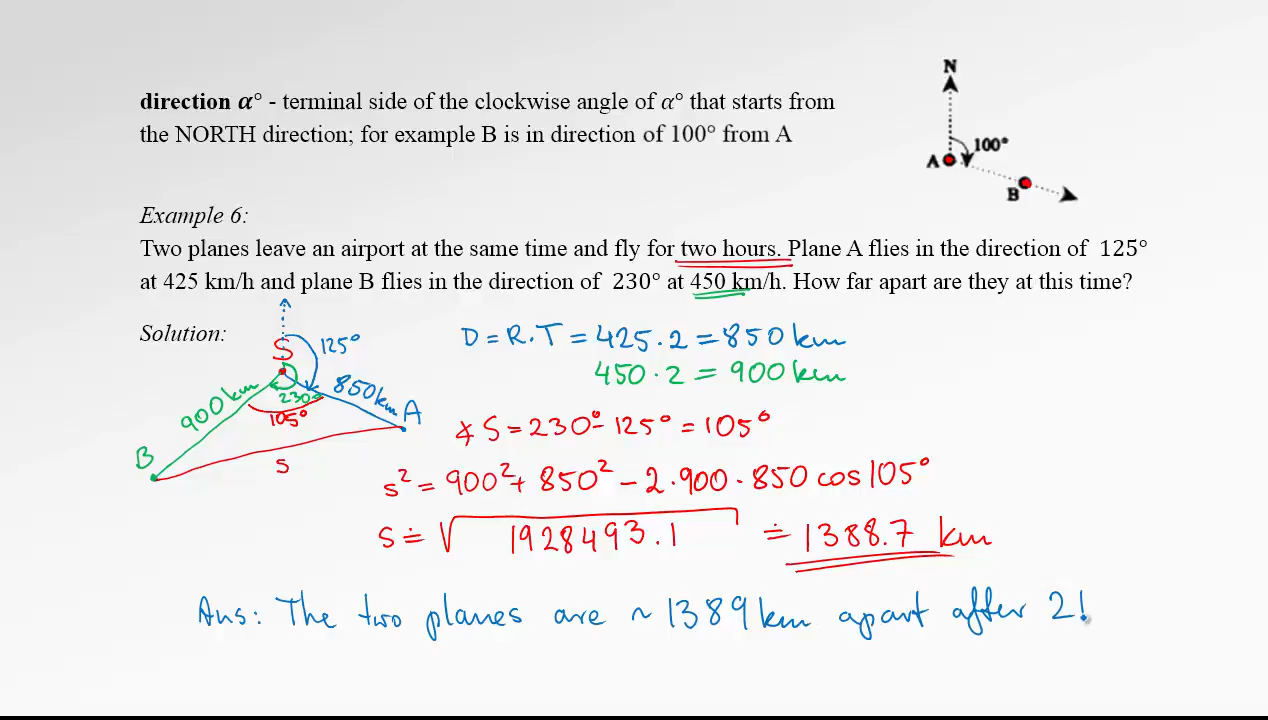 N
direction α° - terminal side of the clockwise angle of α° that starts from
100°
the NORTH direction; for example B is in direction of 100° from A
A
B
Example 6:
Two planes leave an airport at the same time and fly for two hours. Plane A flies in the direction of 125°
at 425 km/h and plane B flies in the direction of 230° at 450 km/h. How far apart are they at this time?
Solution:
S
125°
D = R.T = 425.2 = 850 km
450.2 = 900 km
900 km
230°
850 km
A
105°
∡ S = 230° - 125° = 105°
B
s
s² = 900² + 850² - 2.900.850 cos 105°
s ≐ √1928493.1 ≐ 1388.7 km
Ans: The two planes are ~ 1389 km apart after 2